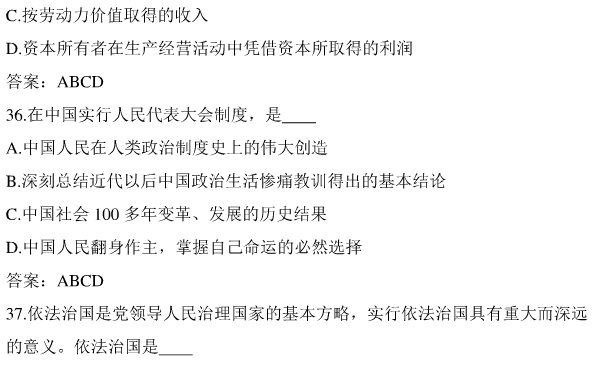 C.按劳动力价值取得的收入
D.资本所有者在生产经营活动中凭借资本所取得的利润
答案：ABCD
36.在中国实行人民代表大会制度，是____
A.中国人民在人类政治制度史上的伟大创造
B.深刻总结近代以后中国政治生活惨痛教训得出的基本结论
C.中国社会 100 多年变革、发展的历史结果
D.中国人民翻身作主，掌握自己命运的必然选择
答案：ABCD
37.依法治国是党领导人民治理国家的基本方略，实行依法治国具有重大而深远
的意义。依法治国是____